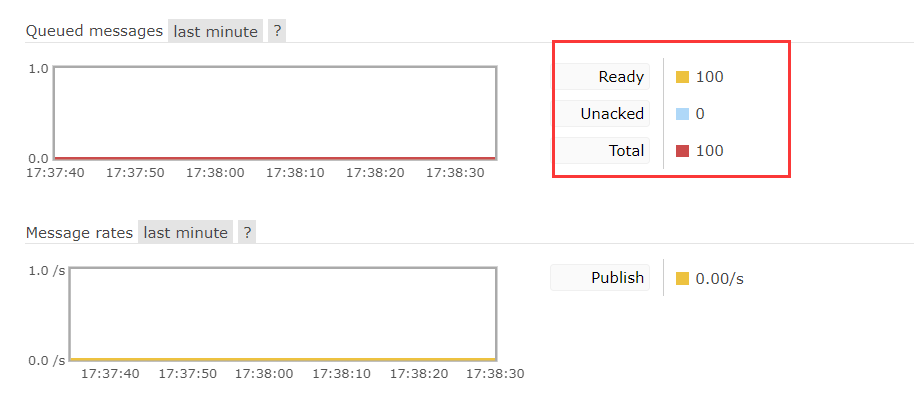 Queued messages last minute ?
1.0
0.0
17:37:40 17:37:50 17:38:00 17:38:10 17:38:20 17:38:30
Ready 100
Unacked 0
Total 100
Message rates last minute ?
1.0 /s
0.0 /s
17:37:40 17:37:50 17:38:00 17:38:10 17:38:20 17:38:30
Publish 0.00/s